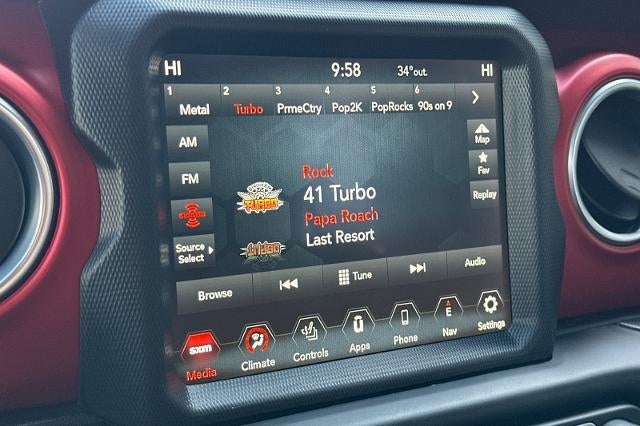 HI 9:58 34°out. HI
1 Metal 2 Turbo 3 PrmeCtry 4 Pop2K 5 PopRocks 6 90s on 9
AM
Map
FM
Fav
Rock
TURBO
41 Turbo
Replay
Papa Roach
Last Resort
Source
Select
Browse Tune Audio
sxm
Media Climate Controls Apps Phone E Nav Settings